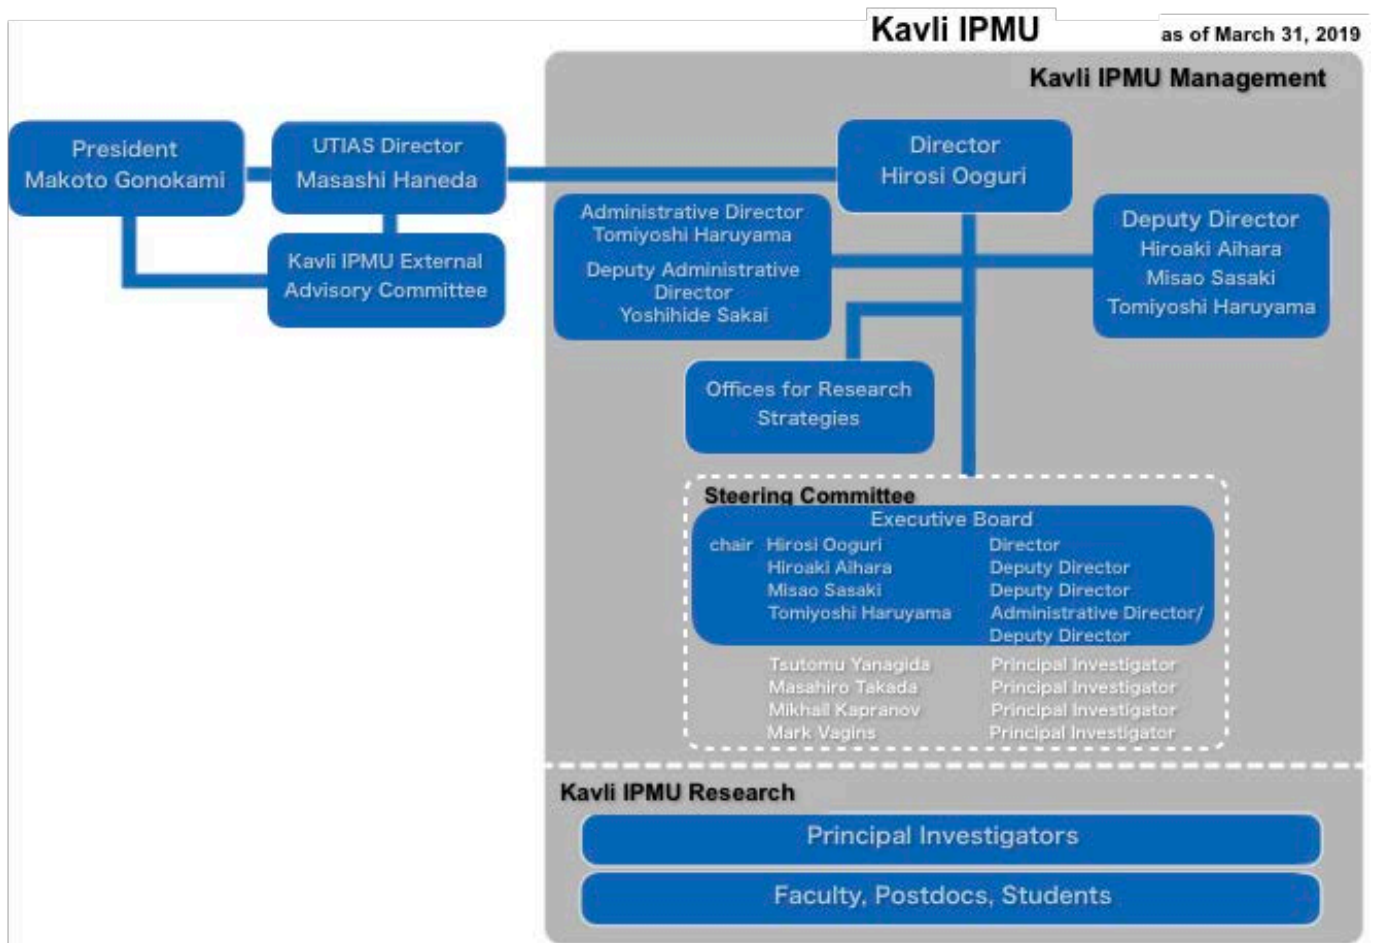 Kavli IPMU
as of March 31, 2019
Kavli IPMU Management
President
Makoto Gonokami
UTIAS Director
Masashi Haneda
Director
Hirosi Ooguri
Kavli IPMU External
Advisory Committee
Administrative Director
Tomiyoshi Haruyama
Deputy Administrative
Director
Yoshihide Sakai
Deputy Director
Hiroaki Aihara
Misao Sasaki
Tomiyoshi Haruyama
Offices for Research
Strategies
Steering Committee
Executive Board
chair Hirosi Ooguri Director
Hiroaki Aihara Deputy Director
Misao Sasaki Deputy Director
Tomiyoshi Haruyama Administrative Director/
Deputy Director
Tsutomu Yanagida Principal Investigator
Masahiro Takada Principal Investigator
Mikhail Kapranov Principal Investigator
Mark Vagins Principal Investigator
Kavli IPMU Research
Principal Investigators
Faculty, Postdocs, Students